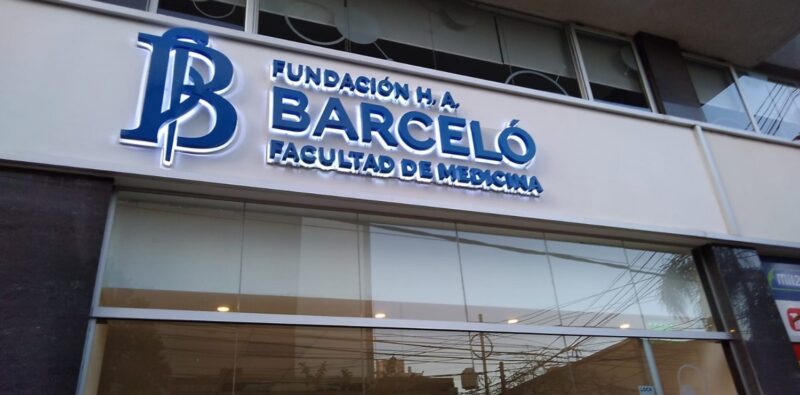 FUNDACIÓN H. A.
BARCELÓ
FACULTAD DE MEDICINA